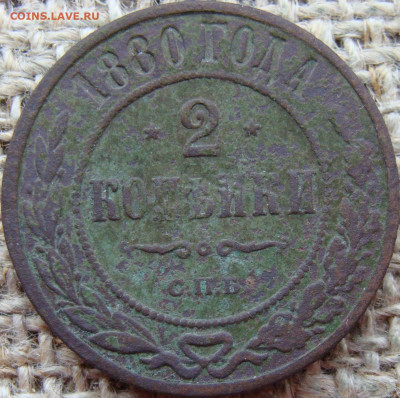 COINS.LAVE.RU
1880 ГОДА
* 2 *
КОПѢЙКИ
С.П.Б.